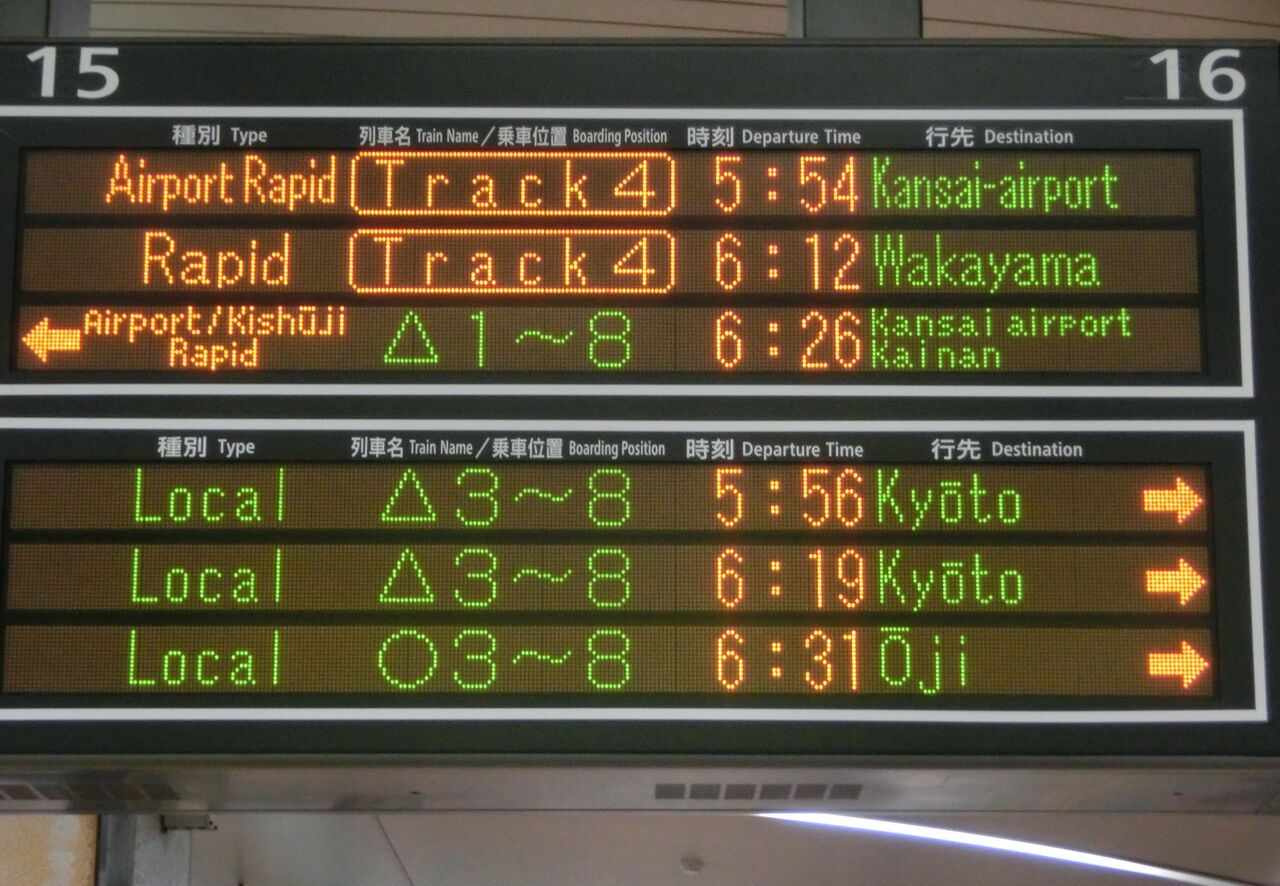 15 16
種別 Type 列車名 Train Name／乗車位置 Boarding Position 時刻 Departure Time 行先 Destination
Airport Rapid Track4 5:54 Kansai-airport
Rapid Track4 6:12 Wakayama
Airport/Kishūji Rapid △1～8 6:26 Kansai airport Kainan
種別 Type 列車名 Train Name／乗車位置 Boarding Position 時刻 Departure Time 行先 Destination
Local △3～8 5:56 Kyōto
Local △3～8 6:19 Kyōto
Local ○3～8 6:31 Ōji